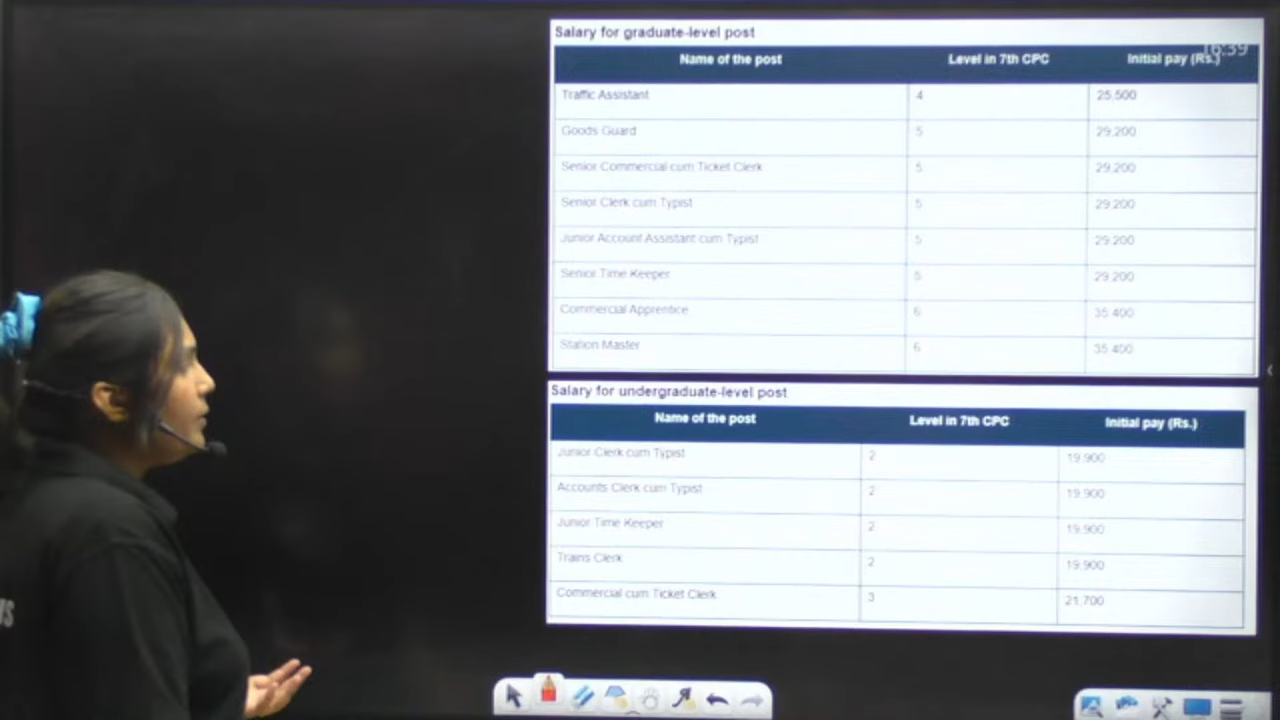 Salary for graduate-level post
16:39
Name of the post Level in 7th CPC Initial pay (Rs.)
Traffic Assistant 4 25,500
Goods Guard 5 29,200
Senior Commercial cum Ticket Clerk 5 29,200
Senior Clerk cum Typist 5 29,200
Junior Account Assistant cum Typist 5 29,200
Senior Time Keeper 5 29,200
Commercial Apprentice 6 35,400
Station Master 6 35,400
Salary for undergraduate-level post
Name of the post Level in 7th CPC Initial pay (Rs.)
Junior Clerk cum Typist 2 19,900
Accounts Clerk cum Typist 2 19,900
Junior Time Keeper 2 19,900
Trains Clerk 2 19,900
Commercial cum Ticket Clerk 3 21,700